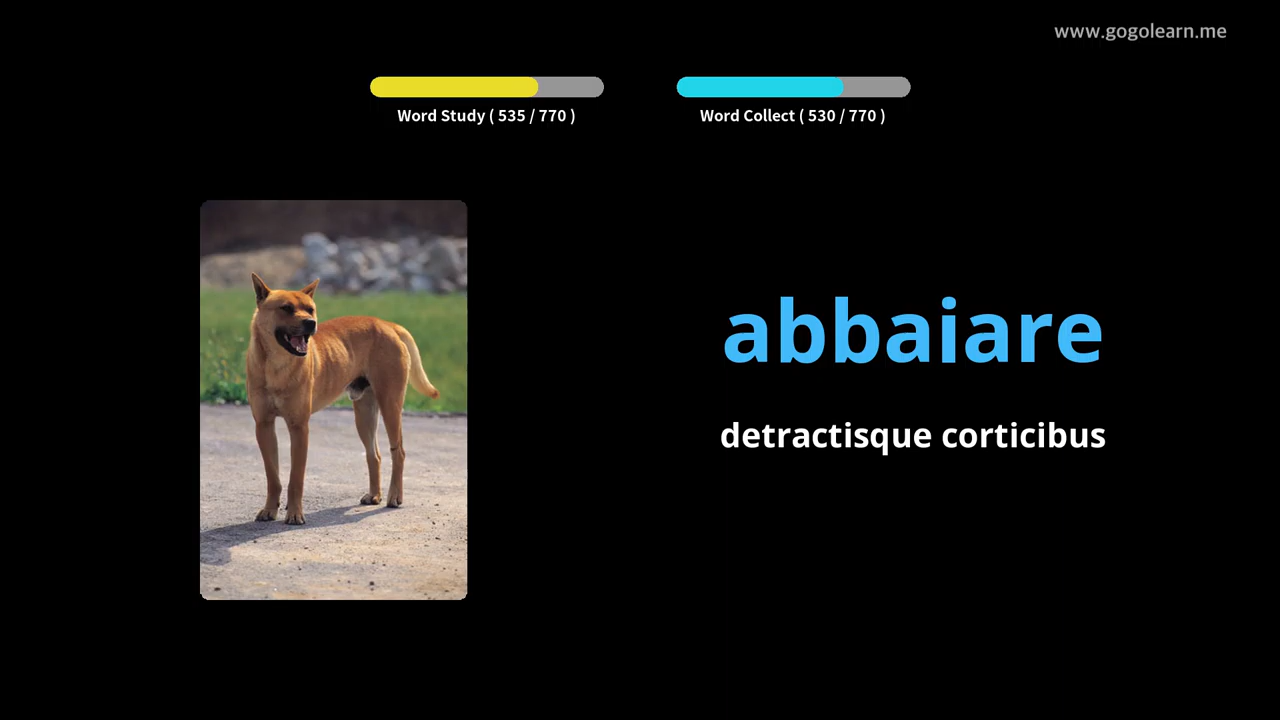 www.gogolearn.me
Word Study ( 535 / 770 )
Word Collect ( 530 / 770 )
abbaiare
detractisque corticibus